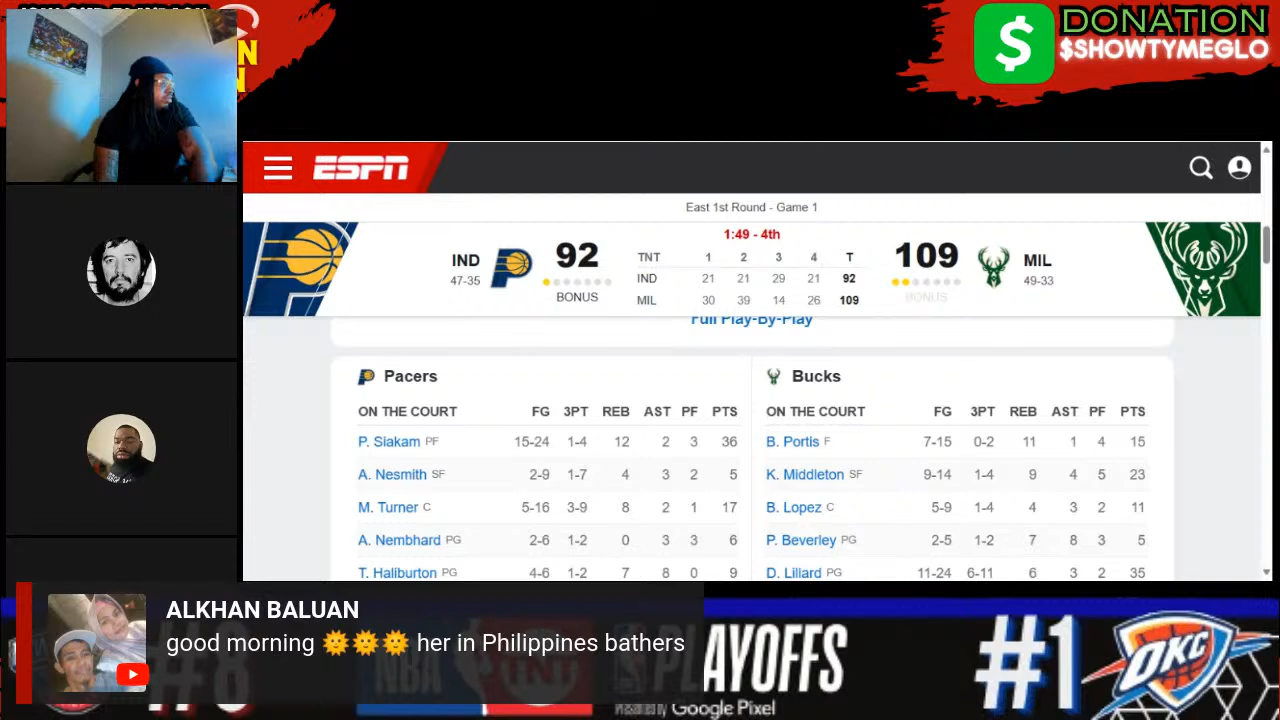 DONATION
$SHOWTYMEGLO
ESPN
East 1st Round - Game 1
1:49 - 4th
IND 92 TNT 1 2 3 4 T 109 MIL
47-35 IND 21 21 29 21 92 49-33
BONUS MIL 30 39 14 26 109 BONUS
Full Play-By-Play
Pacers
ON THE COURT FG 3PT REB AST PF PTS
P. Siakam PF 15-24 1-4 12 2 3 36
A. Nesmith SF 2-9 1-7 4 3 2 5
M. Turner C 5-16 3-9 8 2 1 17
A. Nembhard PG 2-6 1-2 0 3 3 6
T. Haliburton PG 4-6 1-2 7 8 0 9
Bucks
ON THE COURT FG 3PT REB AST PF PTS
B. Portis F 7-15 0-2 11 1 4 15
K. Middleton SF 9-14 1-4 9 4 5 23
B. Lopez C 5-9 1-4 4 3 2 11
P. Beverley PG 2-5 1-2 7 8 3 5
D. Lillard PG 11-24 6-11 6 3 2 35
ALKHAN BALUAN
good morning 🌞🌞🌞 her in Philippines bathers
#8
NBA
PLAYOFFS
Google Pixel
#1
OKC